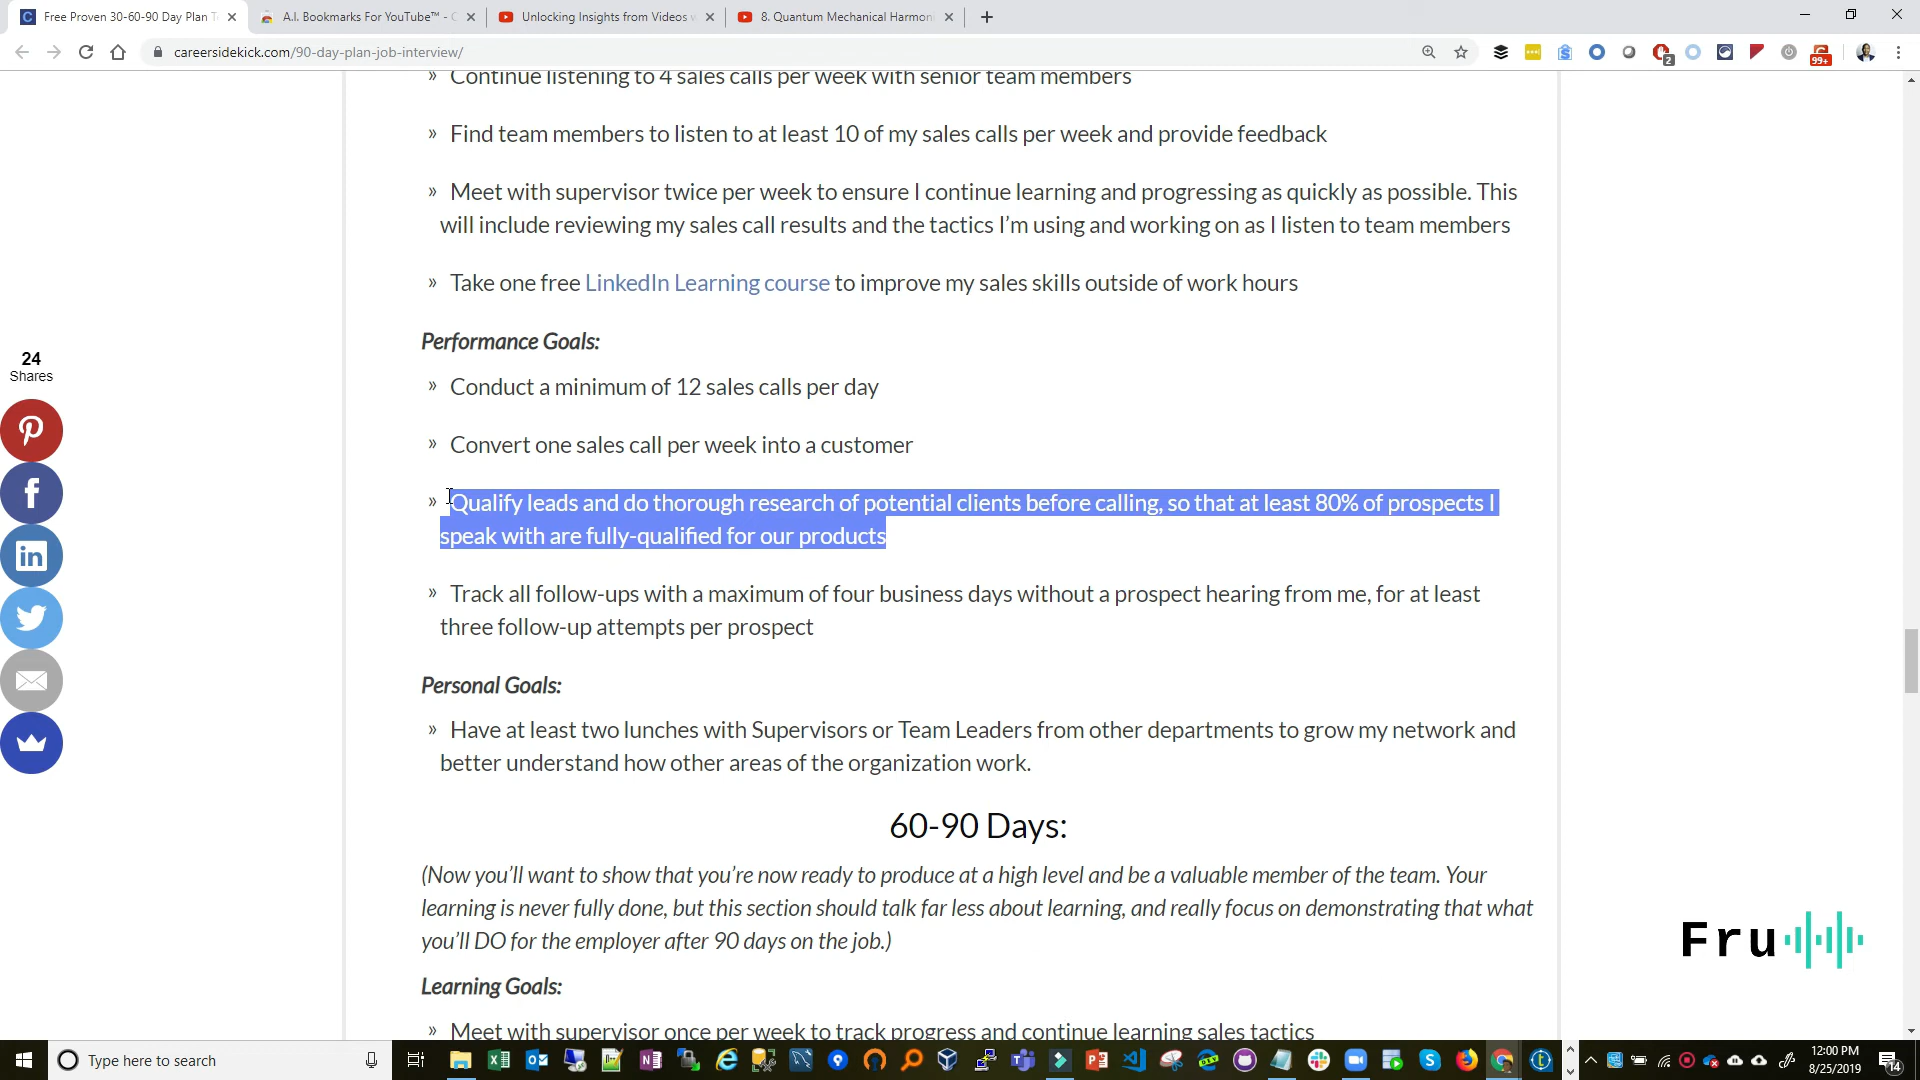 Free Proven 30-60-90 Day Plan T
A.I. Bookmarks For YouTube™ - C
Unlocking Insights from Videos w
8. Quantum Mechanical Harmoni
careersidekick.com/90-day-plan-job-interview/
2
99+
» Continue listening to 4 sales calls per week with senior team members
» Find team members to listen to at least 10 of my sales calls per week and provide feedback
» Meet with supervisor twice per week to ensure I continue learning and progressing as quickly as possible. This
will include reviewing my sales call results and the tactics I’m using and working on as I listen to team members
» Take one free LinkedIn Learning course to improve my sales skills outside of work hours
Performance Goals:
24
Shares
» Conduct a minimum of 12 sales calls per day
» Convert one sales call per week into a customer
» Qualify leads and do thorough research of potential clients before calling, so that at least 80% of prospects I
speak with are fully-qualified for our products
» Track all follow-ups with a maximum of four business days without a prospect hearing from me, for at least
three follow-up attempts per prospect
Personal Goals:
» Have at least two lunches with Supervisors or Team Leaders from other departments to grow my network and
better understand how other areas of the organization work.
60-90 Days:
(Now you’ll want to show that you’re now ready to produce at a high level and be a valuable member of the team. Your
learning is never fully done, but this section should talk far less about learning, and really focus on demonstrating that what
you’ll DO for the employer after 90 days on the job.)
Fru
Learning Goals:
» Meet with supervisor once per week to track progress and continue learning sales tactics
Type here to search
12:00 PM
8/25/2019
14